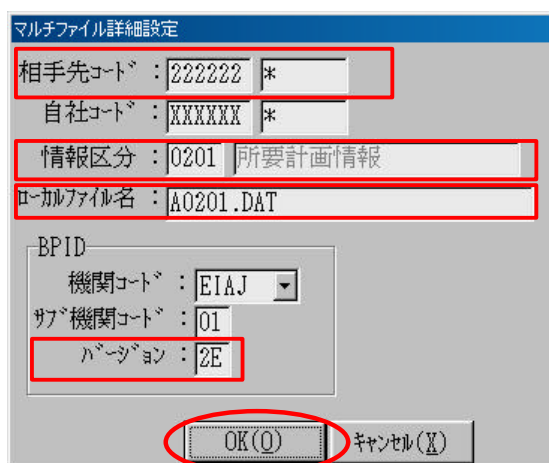 マルチファイル詳細設定
相手先ｺｰﾄﾞ :222222 *
自社ｺｰﾄﾞ :XXXXXX *
情報区分 :0201 所要計画情報
ﾛｰｶﾙﾌｧｲﾙ名 :A0201.DAT
BPID
機関ｺｰﾄﾞ :EIAJ
ｻﾌﾞ機関ｺｰﾄﾞ :01
ﾊﾞｰｼﾞｮﾝ :2E
OK(O) ｷｬﾝｾﾙ(X)